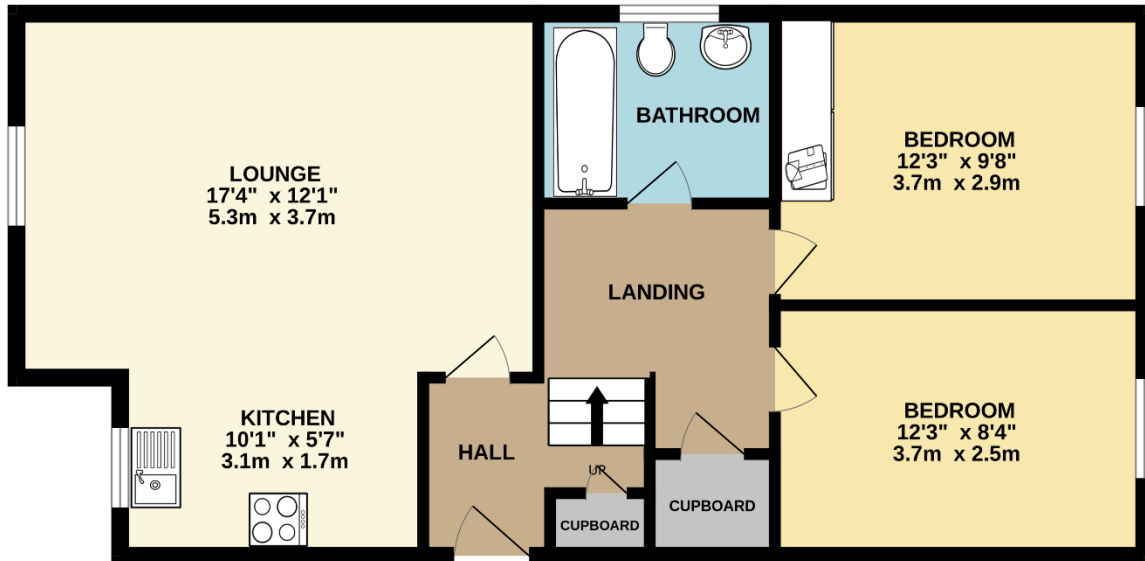 LOUNGE
17'4" x 12'1"
5.3m x 3.7m
BATHROOM
BEDROOM
12'3" x 9'8"
3.7m x 2.9m
LANDING
KITCHEN
10'1" x 5'7"
3.1m x 1.7m
HALL
UP
CUPBOARD
CUPBOARD
BEDROOM
12'3" x 8'4"
3.7m x 2.5m